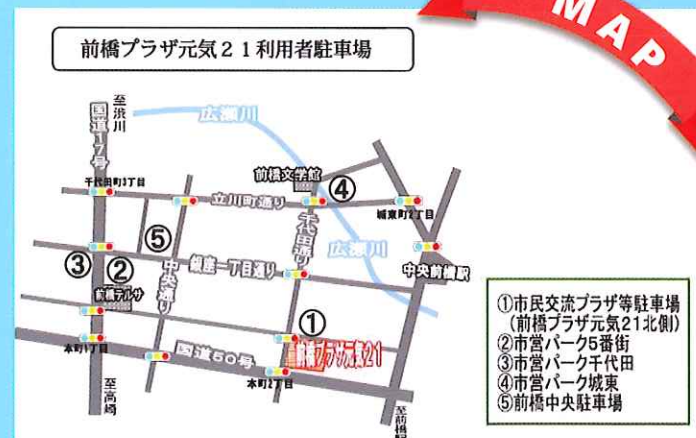 MAP
前橋プラザ元気21利用者駐車場
至渋川
国道17号
広瀬川
千代田町3丁目
前橋文学館
④
立川町通り
城東町2丁目
千代田通り
⑤
広瀬川
③
②
中央通り
銀座一丁目通り
中央前橋駅
前橋テルサ
①
本町1丁目
国道50号
前橋プラザ元気21
本町2丁目
至高崎
至前橋駅
①市民交流プラザ等駐車場
(前橋プラザ元気21北側)
②市営パーク5番街
③市営パーク千代田
④市営パーク城東
⑤前橋中央駐車場